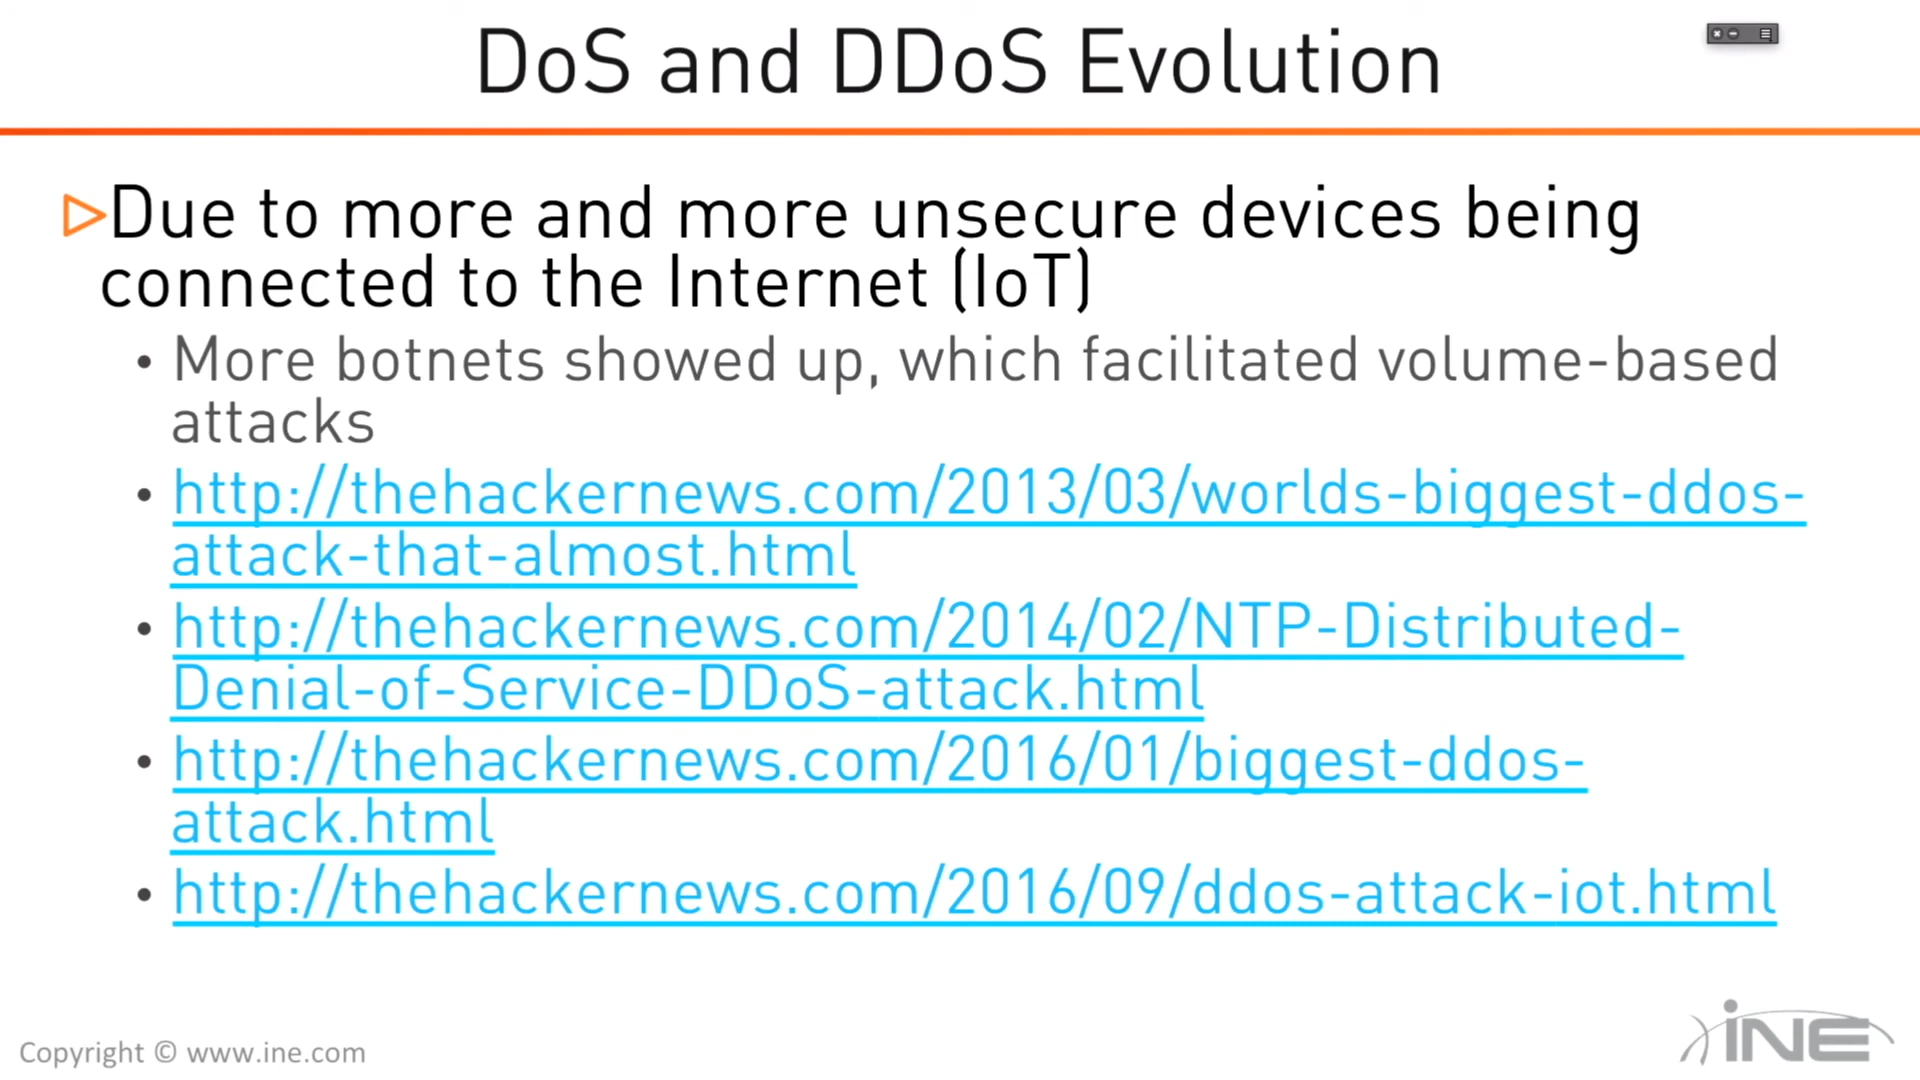 DoS and DDoS Evolution
Due to more and more unsecure devices being
connected to the Internet (IoT)
• More botnets showed up, which facilitated volume-based
attacks
• http://thehackernews.com/2013/03/worlds-biggest-ddos-
attack-that-almost.html
• http://thehackernews.com/2014/02/NTP-Distributed-
Denial-of-Service-DDoS-attack.html
• http://thehackernews.com/2016/01/biggest-ddos-
attack.html
• http://thehackernews.com/2016/09/ddos-attack-iot.html
Copyright © www.ine.com
iNE